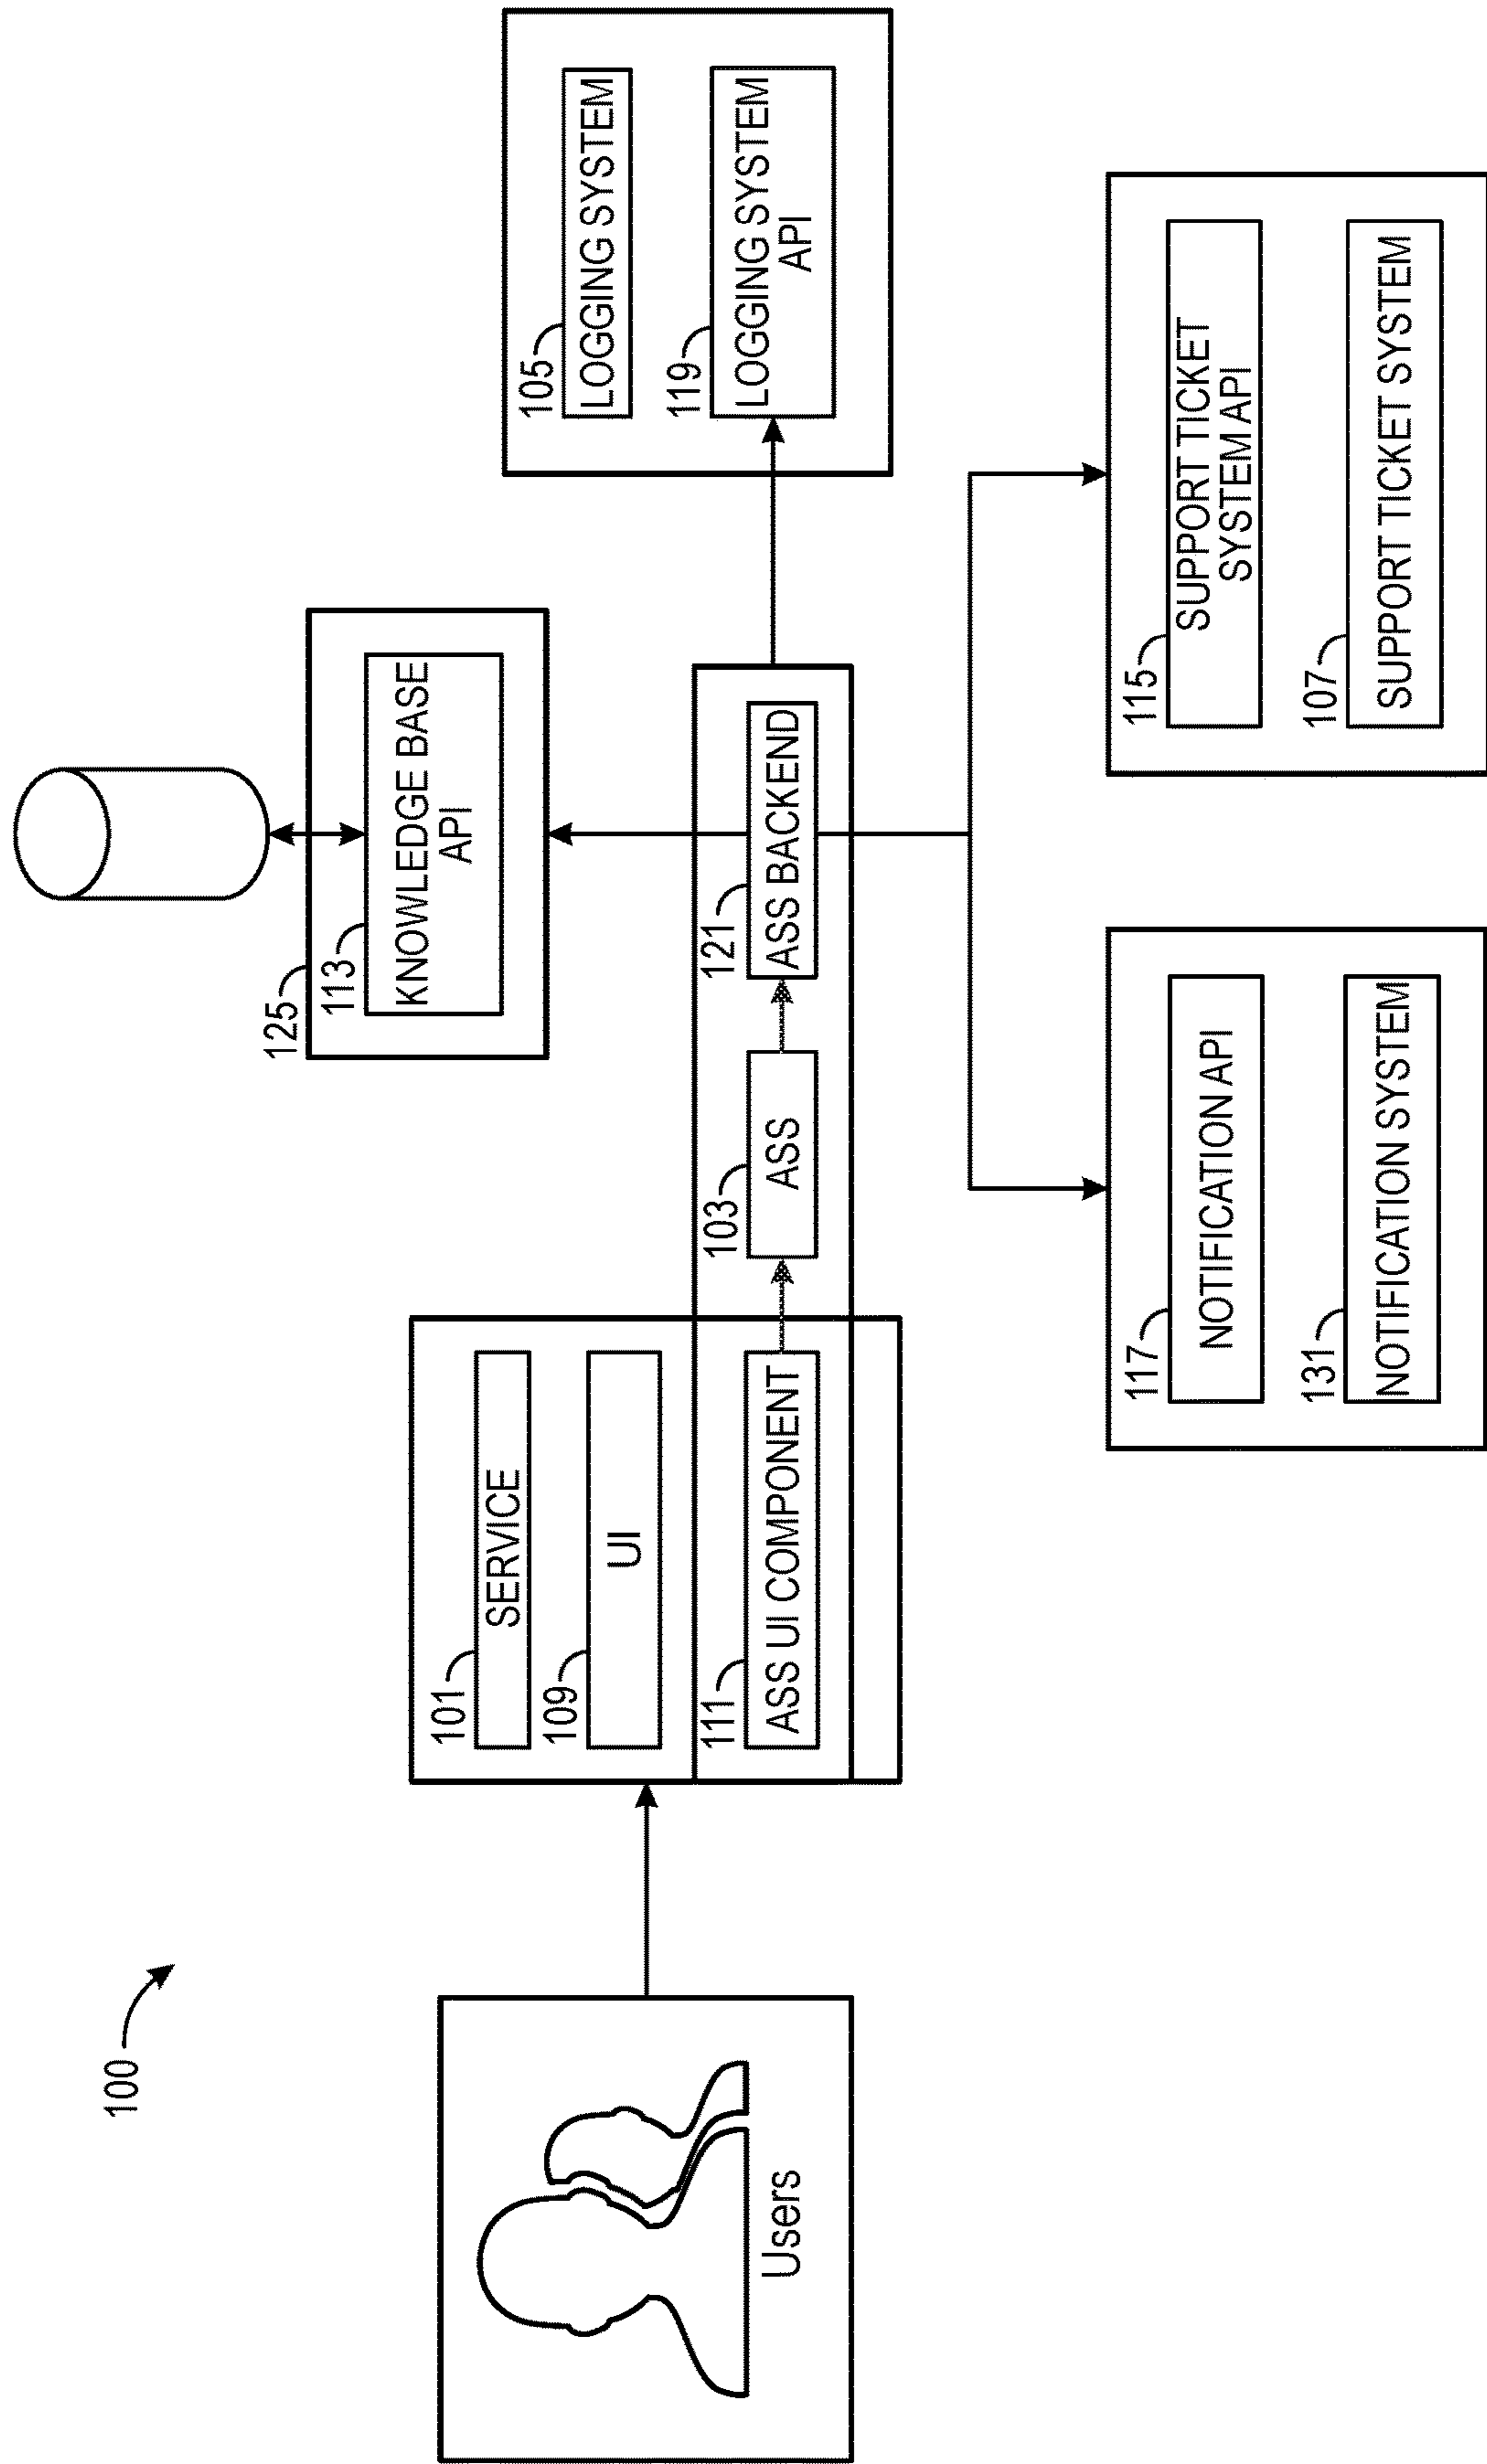 100
Users
101
SERVICE
109
UI
111
ASS UI COMPONENT
103
ASS
121
ASS BACKEND
125
113
KNOWLEDGE BASE
API
105
LOGGING SYSTEM
119
LOGGING SYSTEM
API
117
NOTIFICATION API
131
NOTIFICATION SYSTEM
115
SUPPORT TICKET
SYSTEM API
107
SUPPORT TICKET SYSTEM